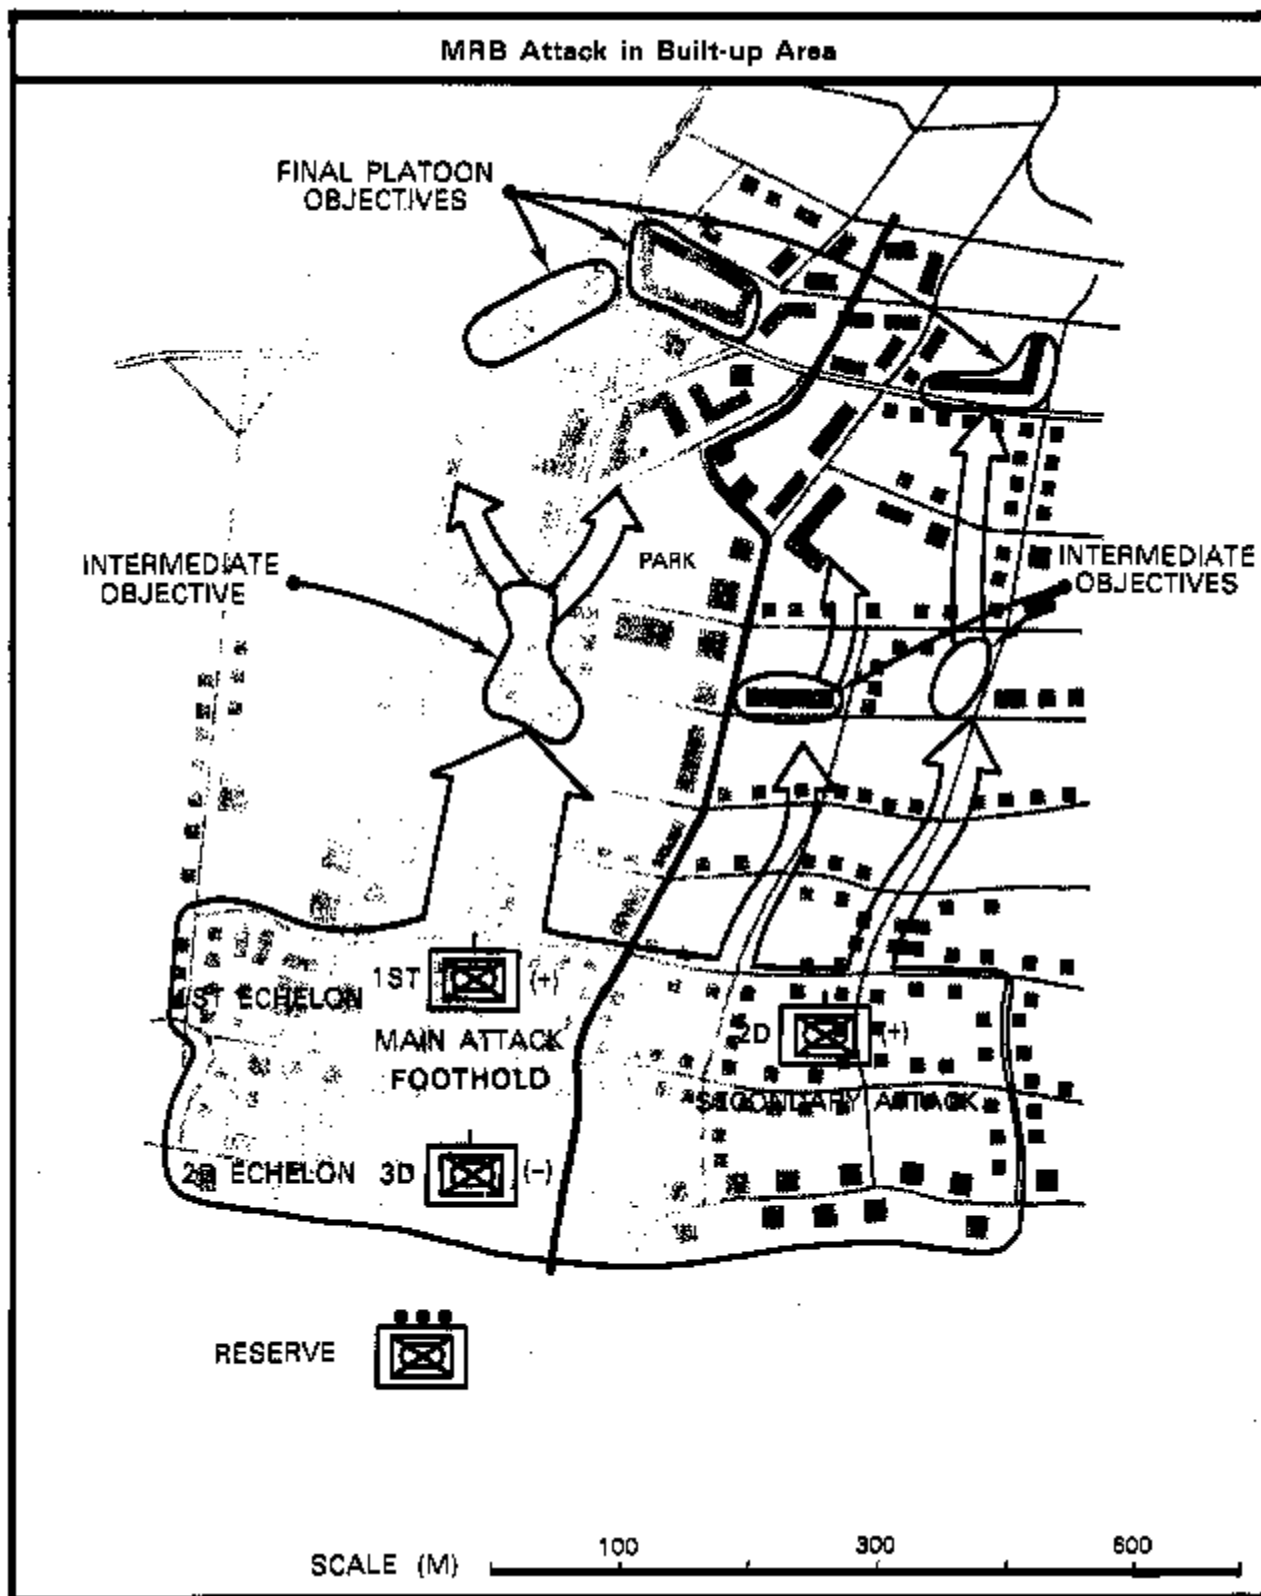 MRB Attack in Built-up Area
FINAL PLATOON
OBJECTIVES
INTERMEDIATE
OBJECTIVE
PARK
INTERMEDIATE
OBJECTIVES
1ST (+)
1ST ECHELON
MAIN ATTACK
FOOTHOLD
2D (+)
SECONDARY ATTACK
2D ECHELON 3D (-)
RESERVE
100 300 600
SCALE (M)